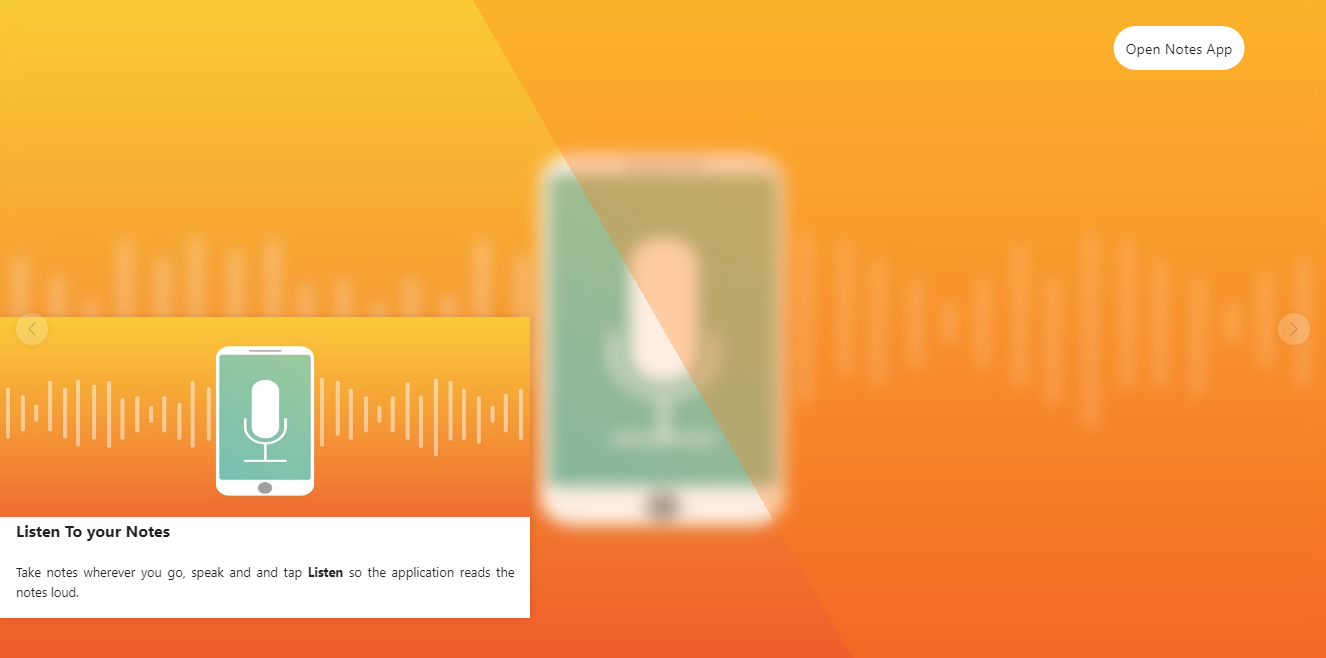 Open Notes App
Listen To your Notes
Take notes wherever you go, speak and and tap Listen so the application reads the
notes loud.